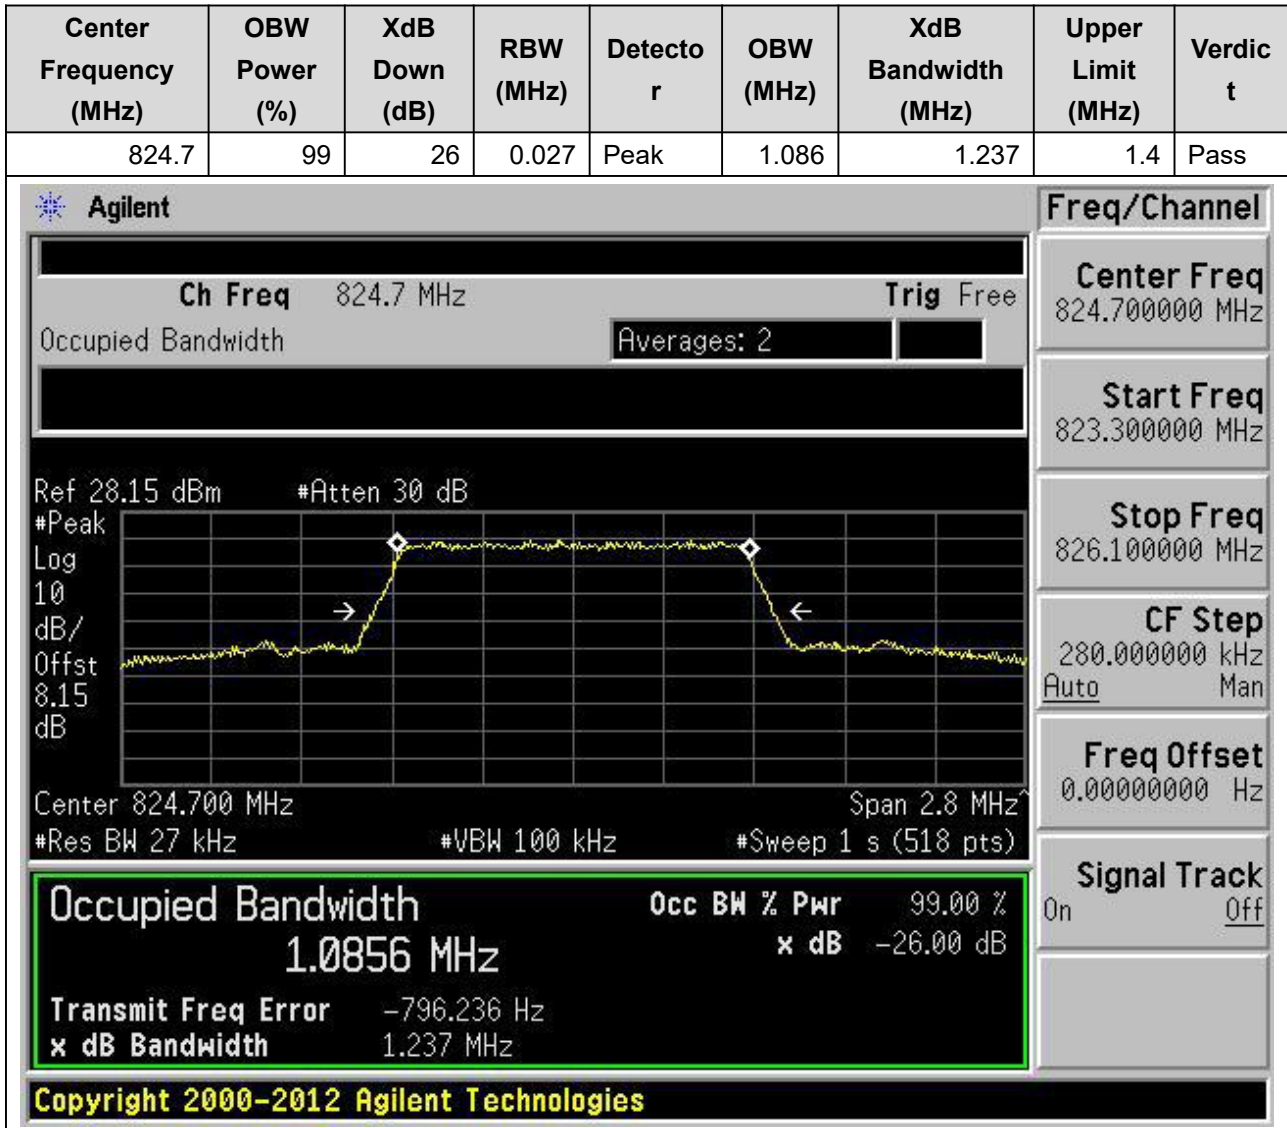 Center Frequency (MHz) OBW Power (%) XdB Down (dB) RBW (MHz) Detecto r OBW (MHz) XdB Bandwidth (MHz) Upper Limit (MHz) Verdic t
824.7 99 26 0.027 Peak 1.086 1.237 1.4 Pass
Agilent
Ch Freq 824.7 MHz Trig Free
Occupied Bandwidth Averages: 2
Ref 28.15 dBm #Atten 30 dB
#Peak
Log
10
dB/
Offst
8.15
dB
Center 824.700 MHz Span 2.8 MHz^
#Res BW 27 kHz #VBW 100 kHz #Sweep 1 s (518 pts)
Occupied Bandwidth Occ BW % Pwr 99.00 %
1.0856 MHz x dB -26.00 dB
Transmit Freq Error -796.236 Hz
x dB Bandwidth 1.237 MHz
Copyright 2000-2012 Agilent Technologies
Freq/Channel
Center Freq
824.700000 MHz
Start Freq
823.300000 MHz
Stop Freq
826.100000 MHz
CF Step
280.000000 kHz
Auto Man
Freq Offset
0.00000000 Hz
Signal Track
On Off